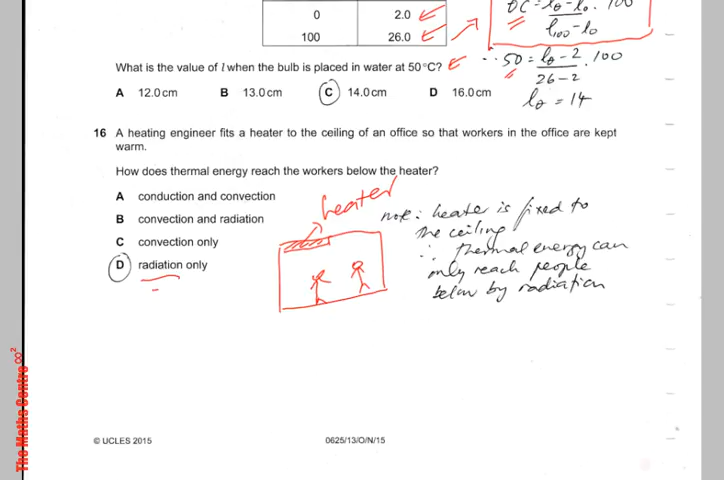 0 2.0
100 26.0
θC = lθ - l0 . 100
l100 - l0
What is the value of l when the bulb is placed in water at 50°C?
∴ 50 = lθ - 2 . 100
26 - 2
A 12.0 cm B 13.0 cm C 14.0 cm D 16.0 cm
lθ = 14
16 A heating engineer fits a heater to the ceiling of an office so that workers in the office are kept
warm.
How does thermal energy reach the workers below the heater?
A conduction and convection
B convection and radiation
C convection only
D radiation only
heater
note: heater is fixed to
the ceiling
∴ thermal energy can
only reach people
below by radiation
The Maths Centre ∞²
© UCLES 2015 0625/13/O/N/15